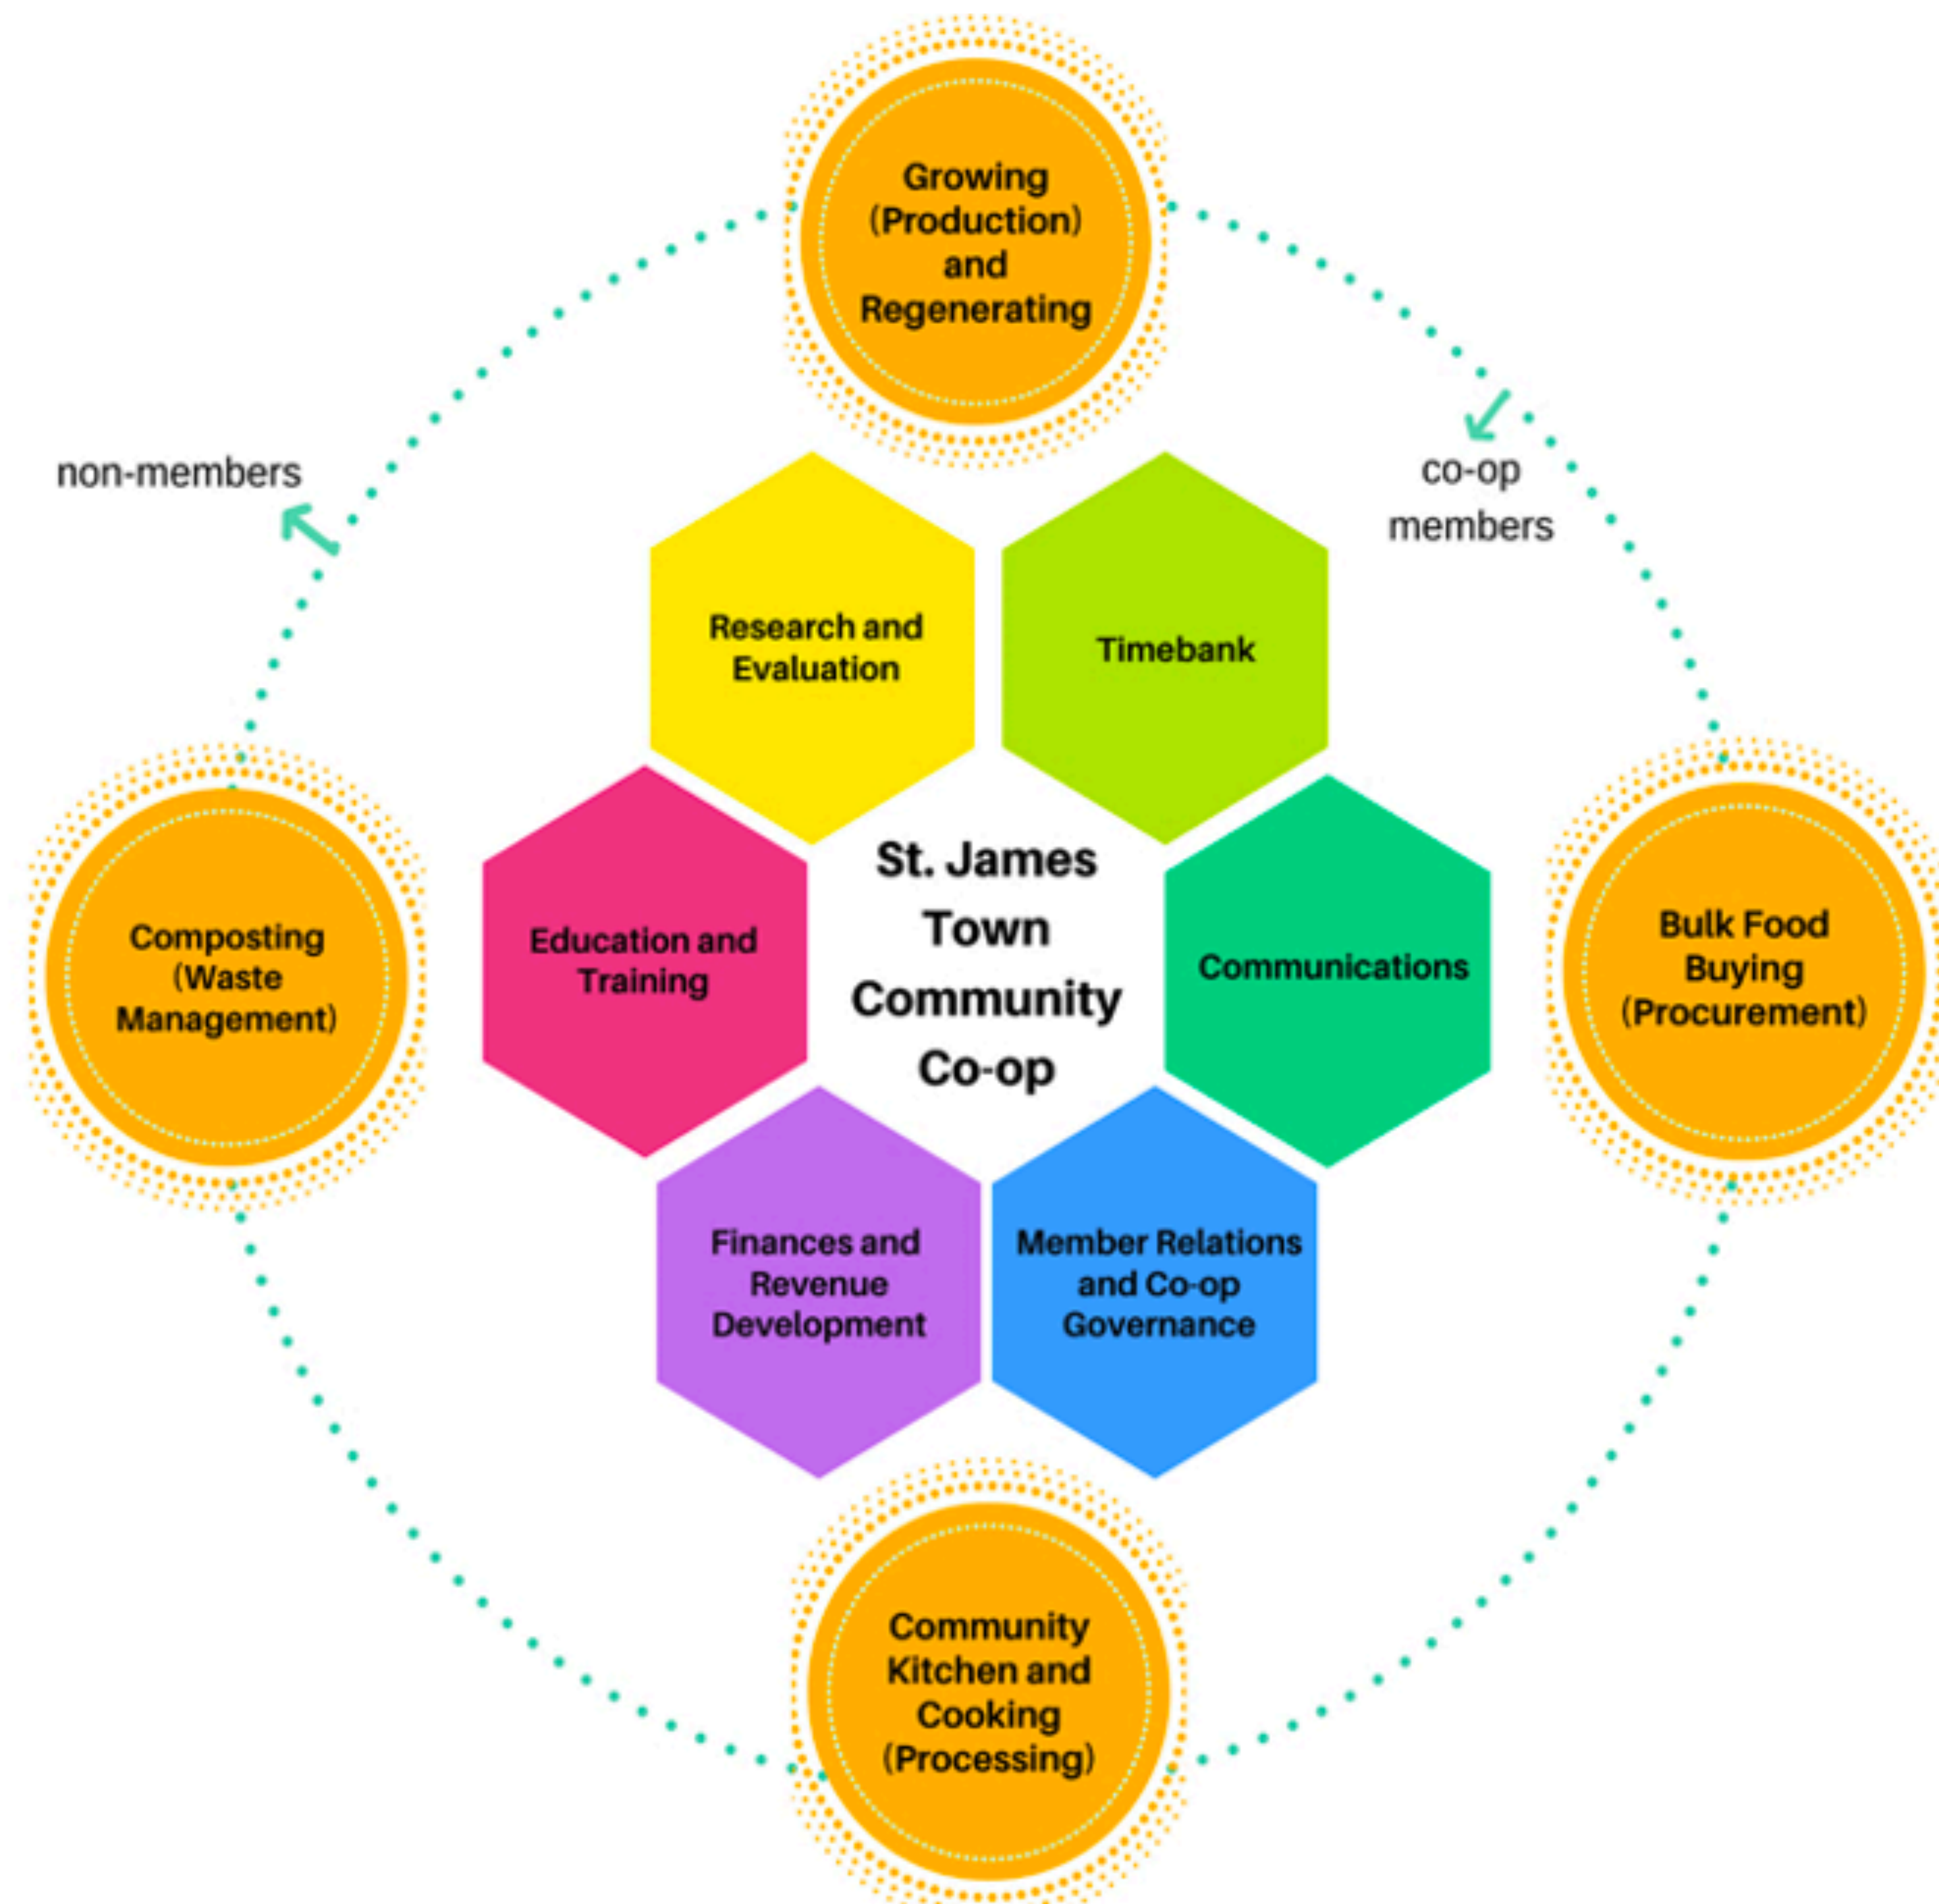 Growing
(Production)
and
Regenerating
non-members
co-op
members
Research and
Evaluation
Timebank
Education and
Training
St. James
Town
Community
Co-op
Communications
Composting
(Waste
Management)
Bulk Food
Buying
(Procurement)
Finances and
Revenue
Development
Member Relations
and Co-op
Governance
Community
Kitchen and
Cooking
(Processing)